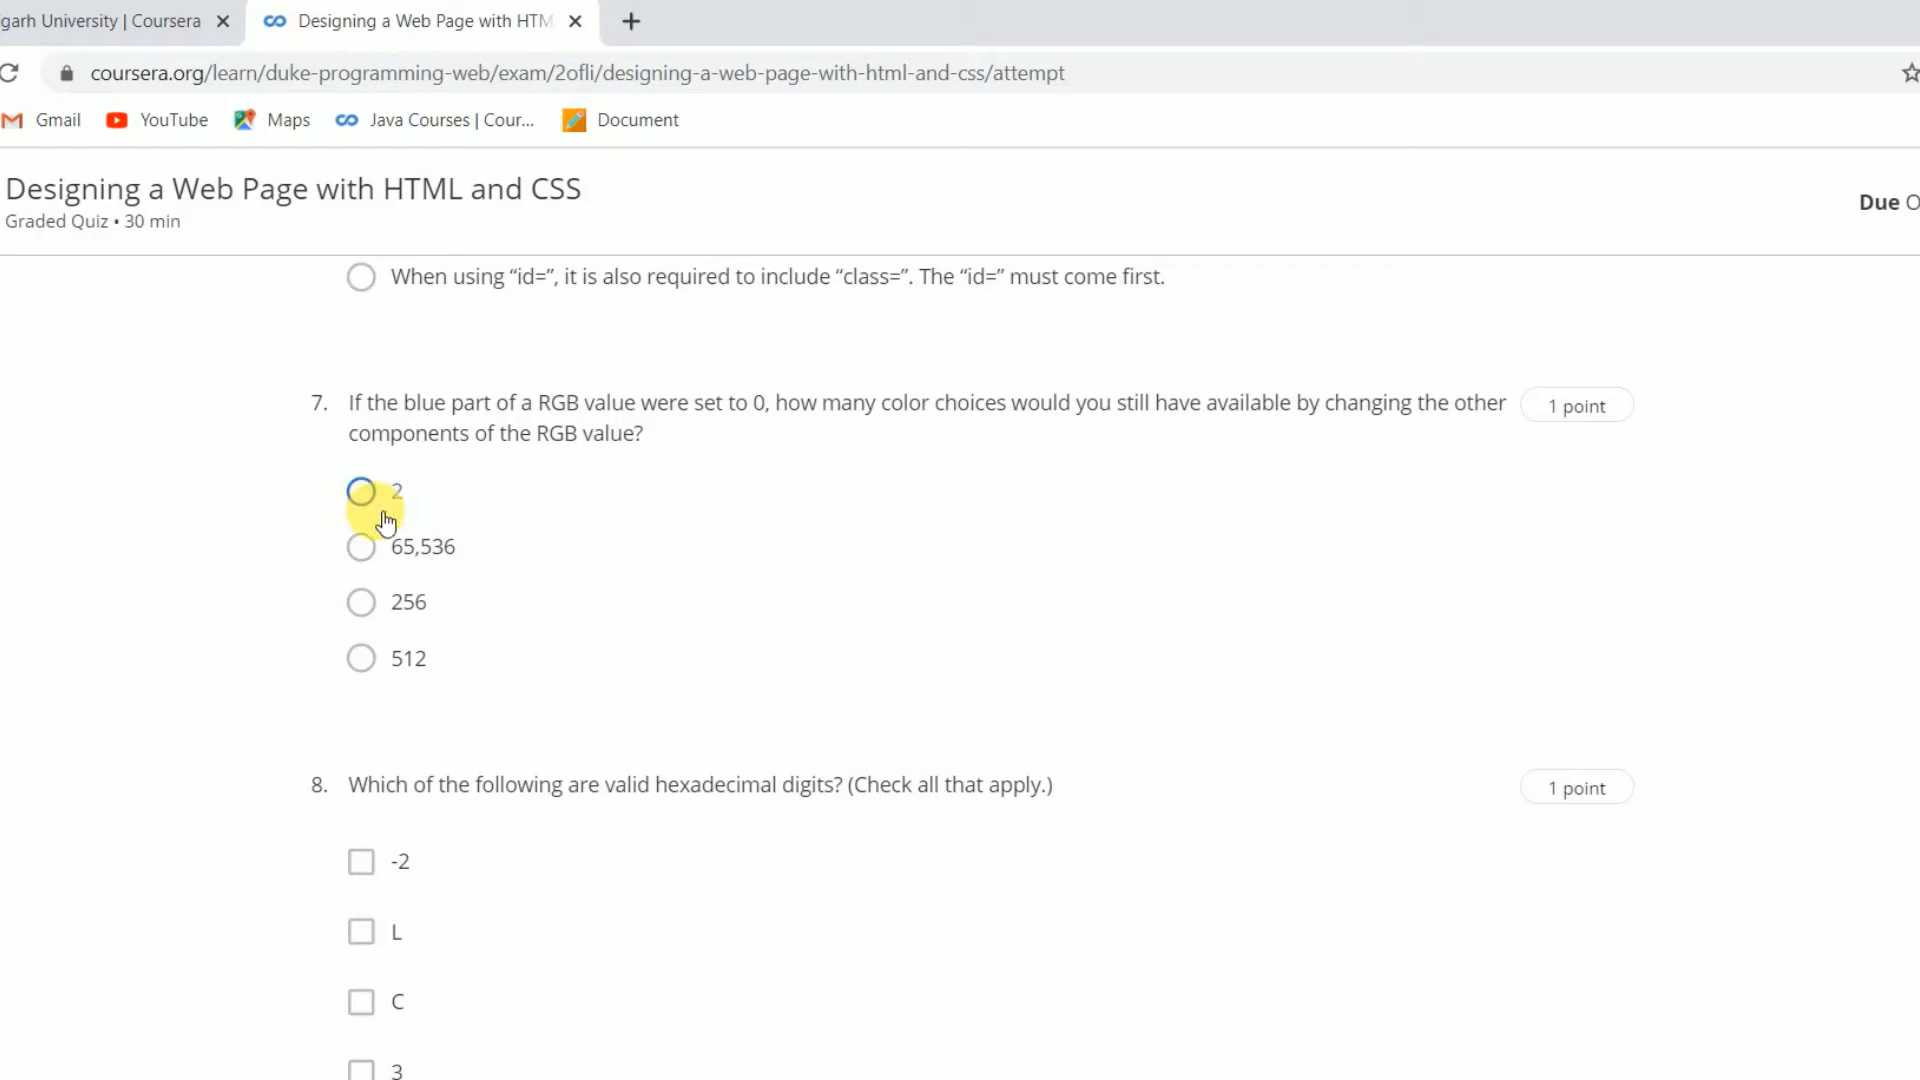 garh University | Coursera
Designing a Web Page with HTM
coursera.org/learn/duke-programming-web/exam/2ofli/designing-a-web-page-with-html-and-css/attempt
Gmail YouTube Maps Java Courses | Cour... Document
Designing a Web Page with HTML and CSS
Graded Quiz • 30 min
Due O
When using “id=”, it is also required to include “class=”. The “id=” must come first.
7. If the blue part of a RGB value were set to 0, how many color choices would you still have available by changing the other 1 point
components of the RGB value?
2
65,536
256
512
8. Which of the following are valid hexadecimal digits? (Check all that apply.) 1 point
-2
L
C
3